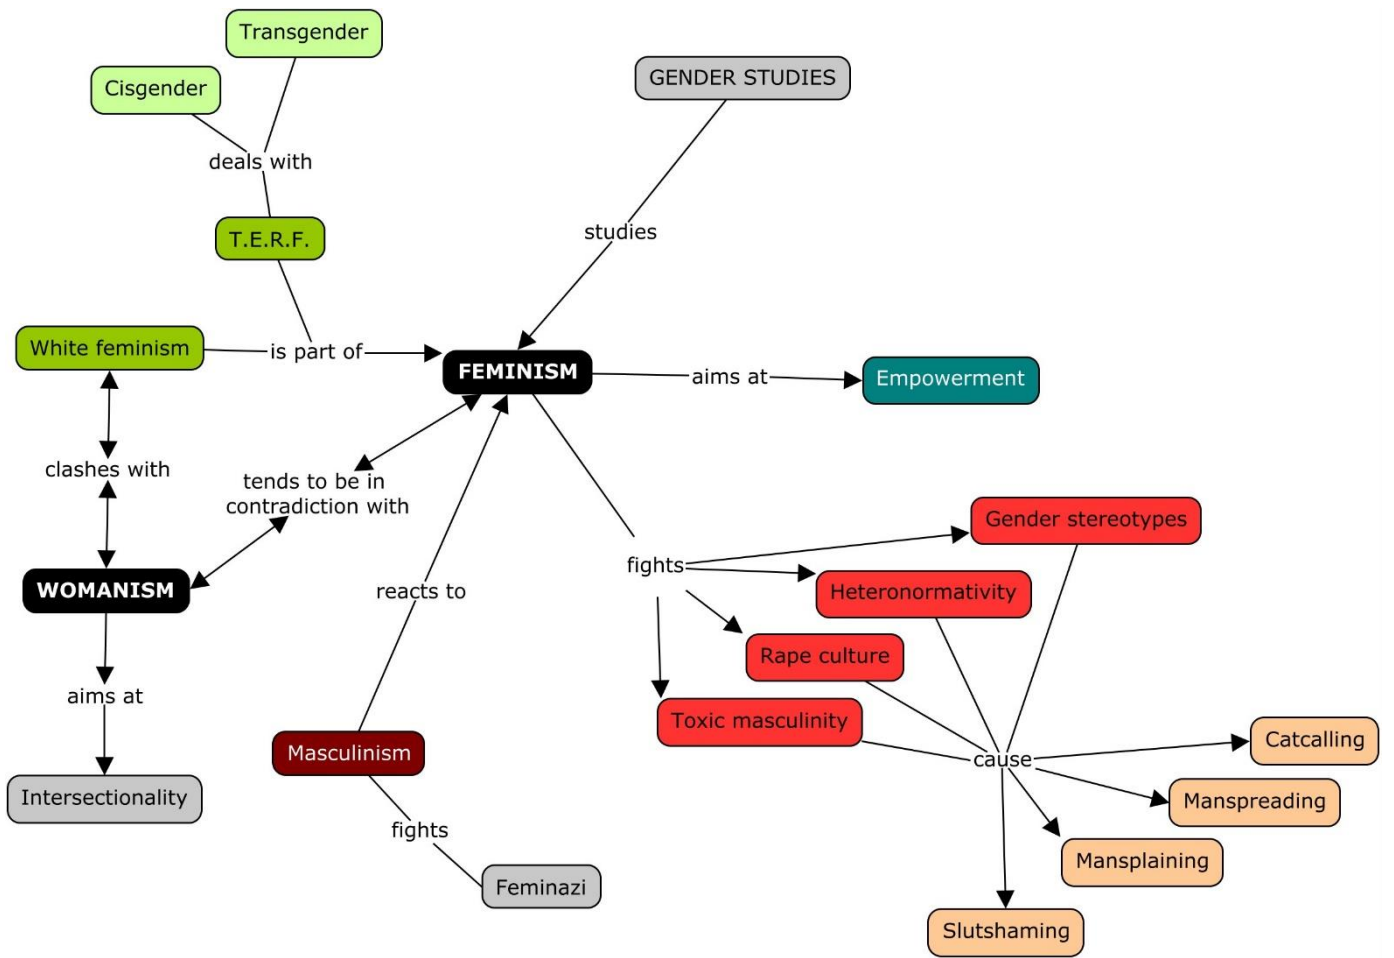 Transgender
Cisgender
GENDER STUDIES
deals with
T.E.R.F.
studies
White feminism
is part of
FEMINISM
aims at
Empowerment
clashes with
tends to be in
contradiction with
Gender stereotypes
fights
Heteronormativity
WOMANISM
reacts to
Rape culture
aims at
Toxic masculinity
Masculinism
cause
Catcalling
Intersectionality
Manspreading
fights
Mansplaining
Feminazi
Slutshaming